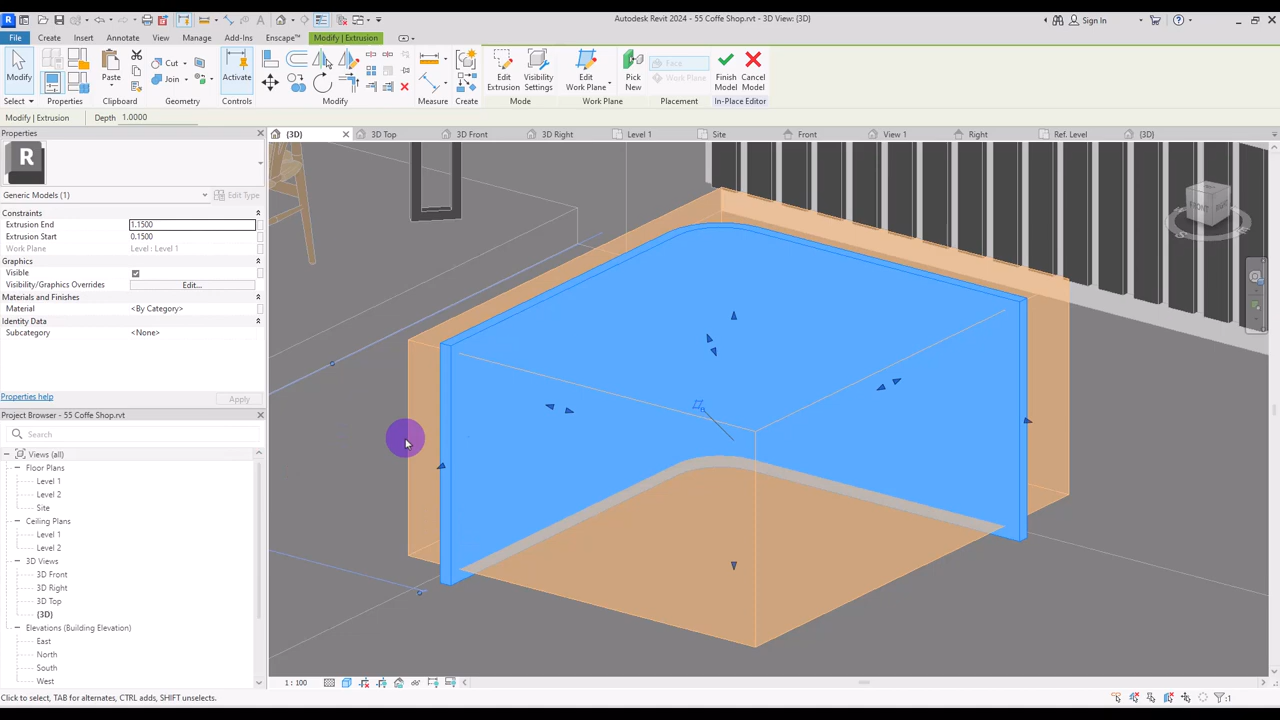 Autodesk Revit 2024 - 55 Coffe Shop.rvt - 3D View: {3D}
Sign In
File Create Insert Annotate View Manage Add-Ins Enscape™ Modify | Extrusion
Modify
Paste
Cut
Join
Activate
Edit Extrusion
Visibility Settings
Edit Work Plane
Pick New
Face
Work Plane
Finish Model
Cancel Model
Select Properties Clipboard Geometry Controls Modify Measure Create Mode Work Plane Placement In-Place Editor
Modify | Extrusion Depth 1.0000
Properties
{3D} 3D Top 3D Front 3D Right Level 1 Site Front View 1 Right Ref. Level {3D}
R
Generic Models (1) Edit Type
Constraints
Extrusion End 1.1500
Extrusion Start 0.1500
Work Plane Level : Level 1
Graphics
Visible
Visibility/Graphics Overrides Edit...
Materials and Finishes
Material <By Category>
Identity Data
Subcategory <None>
Properties help Apply
Project Browser - 55 Coffe Shop.rvt
Search
Views (all)
Floor Plans
Level 1
Level 2
Site
Ceiling Plans
Level 1
Level 2
3D Views
3D Front
3D Right
3D Top
{3D}
Elevations (Building Elevation)
East
North
South
West
1 : 100
Click to select, TAB for alternates, CTRL adds, SHIFT unselects.
:1